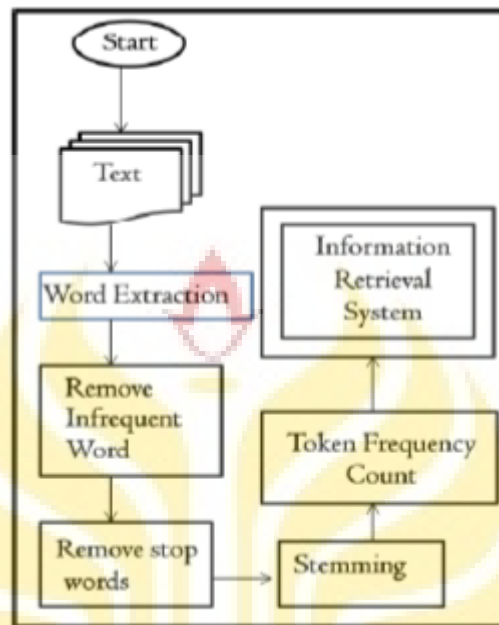 Start
Text
Word Extraction
Remove
Infrequent
Word
Remove stop
words
Stemming
Token Frequency
Count
Information
Retrieval
System